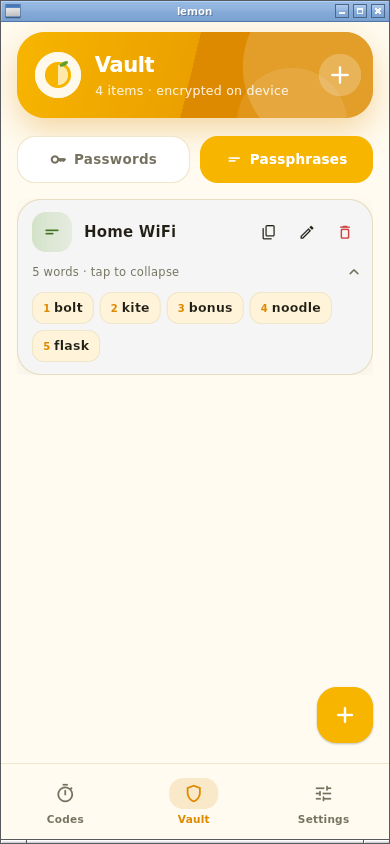 lemon
Vault
4 items · encrypted on device
Passwords
Passphrases
Home WiFi
5 words · tap to collapse
1 bolt 2 kite 3 bonus 4 noodle
5 flask
Codes Vault Settings